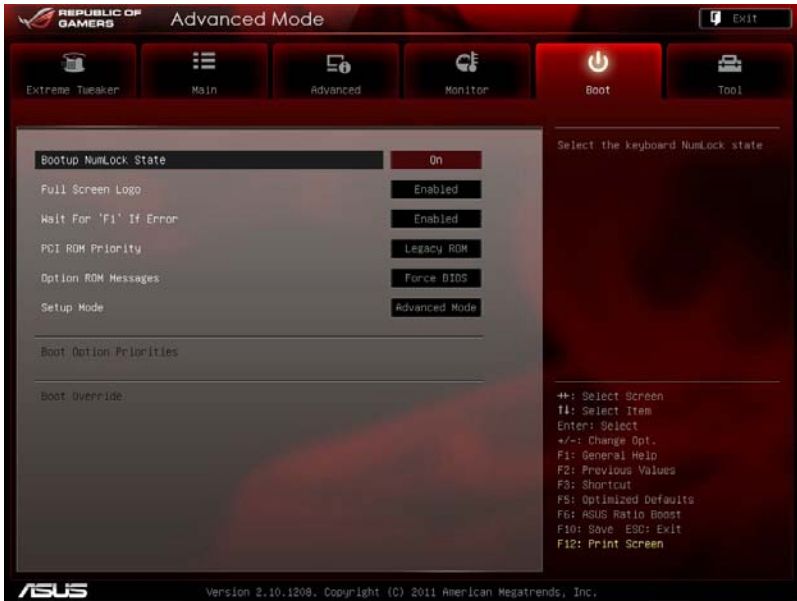 REPUBLIC OF
GAMERS
Advanced Mode
Exit
Extreme Tweaker
Main
Advanced
Monitor
Boot
Tool
Bootup NumLock State On
Full Screen Logo Enabled
Wait For 'F1' If Error Enabled
PCI ROM Priority Legacy ROM
Option ROM Messages Force BIOS
Setup Mode Advanced Mode
Boot Option Priorities
Boot Override
Select the keyboard NumLock state
→←: Select Screen
↑↓: Select Item
Enter: Select
+/-: Change Opt.
F1: General Help
F2: Previous Values
F3: Shortcut
F5: Optimized Defaults
F6: ASUS Ratio Boost
F10: Save ESC: Exit
F12: Print Screen
ASUS
Version 2.10.1208. Copyright (C) 2011 American Megatrends, Inc.